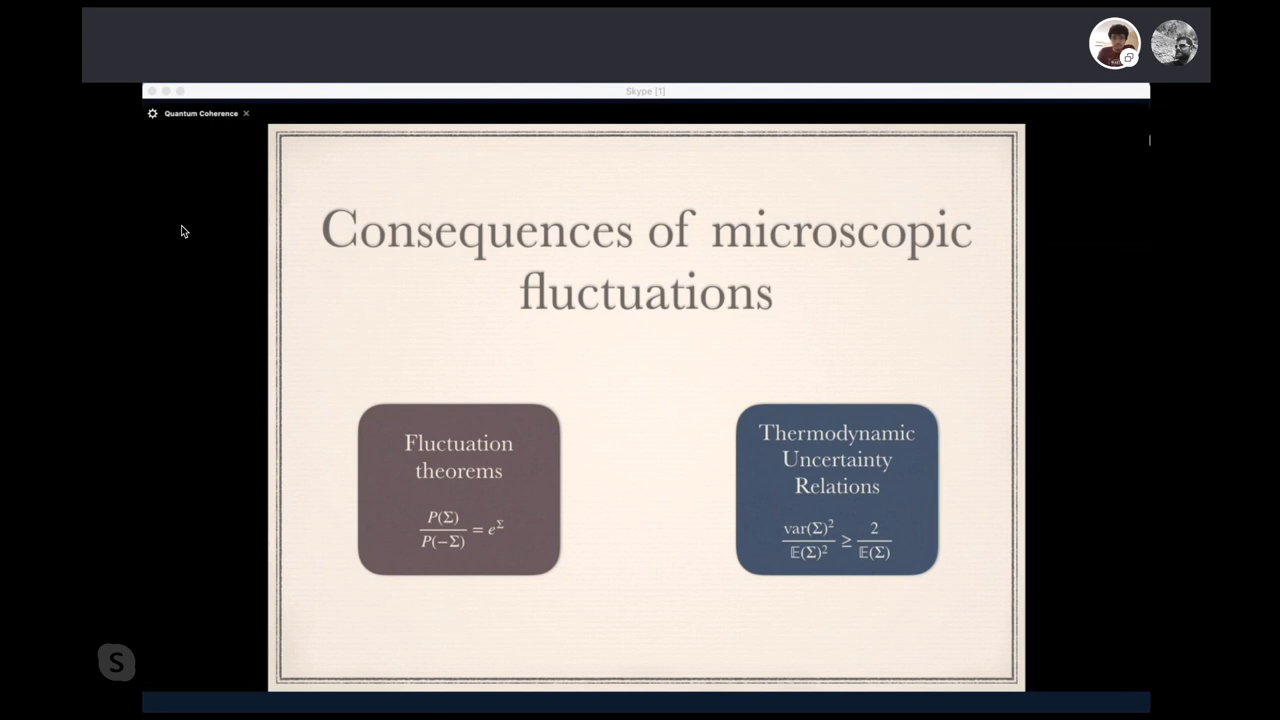 Skype [1]
Quantum Coherence
Consequences of microscopic
fluctuations
Fluctuation
theorems
P(Σ)/P(−Σ) = e^Σ
Thermodynamic
Uncertainty
Relations
var(Σ)²/𝔼(Σ)² ≥ 2/𝔼(Σ)
S